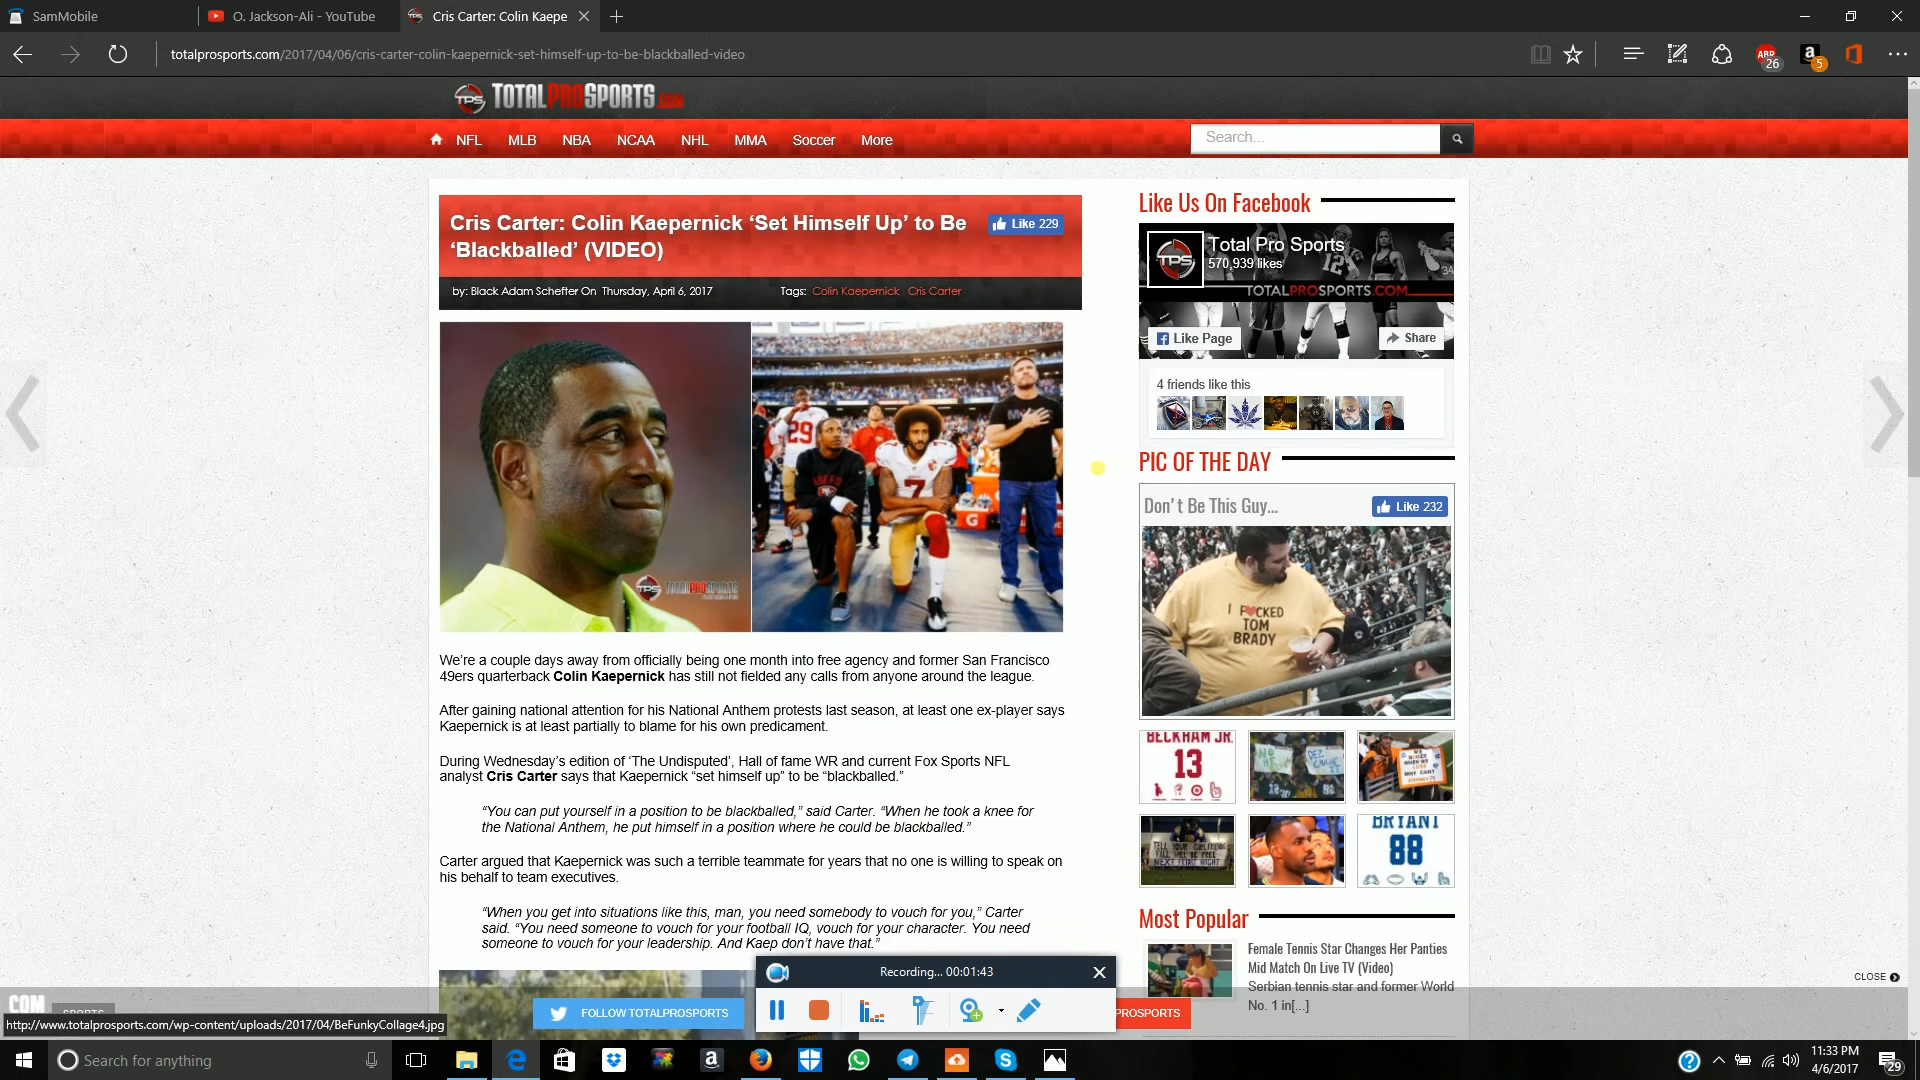 SamMobile
O. Jackson-Ali - YouTube
Cris Carter: Colin Kaepe
totalprosports.com/2017/04/06/cris-carter-colin-kaepernick-set-himself-up-to-be-blackballed-video
ABP
26
5
TPS TOTALPROSPORTS.COM
NFL MLB NBA NCAA NHL MMA Soccer More
Search...
Cris Carter: Colin Kaepernick ‘Set Himself Up’ to Be
‘Blackballed’ (VIDEO)
Like 229
by: Black Adam Schefter On Thursday, April 6, 2017
Tags: Colin Kaepernick Cris Carter
29
7
G
TPS TOTALPROSPORTS
We’re a couple days away from officially being one month into free agency and former San Francisco
49ers quarterback Colin Kaepernick has still not fielded any calls from anyone around the league.
After gaining national attention for his National Anthem protests last season, at least one ex-player says
Kaepernick is at least partially to blame for his own predicament.
During Wednesday’s edition of ‘The Undisputed’, Hall of fame WR and current Fox Sports NFL
analyst Cris Carter says that Kaepernick “set himself up” to be “blackballed.”
“You can put yourself in a position to be blackballed,” said Carter. “When he took a knee for
the National Anthem, he put himself in a position where he could be blackballed.”
Carter argued that Kaepernick was such a terrible teammate for years that no one is willing to speak on
his behalf to team executives.
“When you get into situations like this, man, you need somebody to vouch for you,” Carter
said. “You need someone to vouch for your football IQ, vouch for your character. You need
someone to vouch for your leadership. And Kaep don’t have that.”
Like Us On Facebook
TPS
Total Pro Sports
570,939 likes
12
34
TOTALPROSPORTS.COM
Like Page
Share
4 friends like this
PIC OF THE DAY
Don't Be This Guy...
Like 232
I F CKED
TOM
BRADY
BECKHAM JR.
13
BRYANT
88
Most Popular
Female Tennis Star Changes Her Panties
Mid Match On Live TV (Video)
Serbian tennis star and former World
No. 1 in[...]
CLOSE
COM
SPORTS
FOLLOW TOTALPROSPORTS
PROSPORTS
Recording... 00:01:43
http://www.totalprosports.com/wp-content/uploads/2017/04/BeFunkyCollage4.jpg
Search for anything
11:33 PM
4/6/2017
29